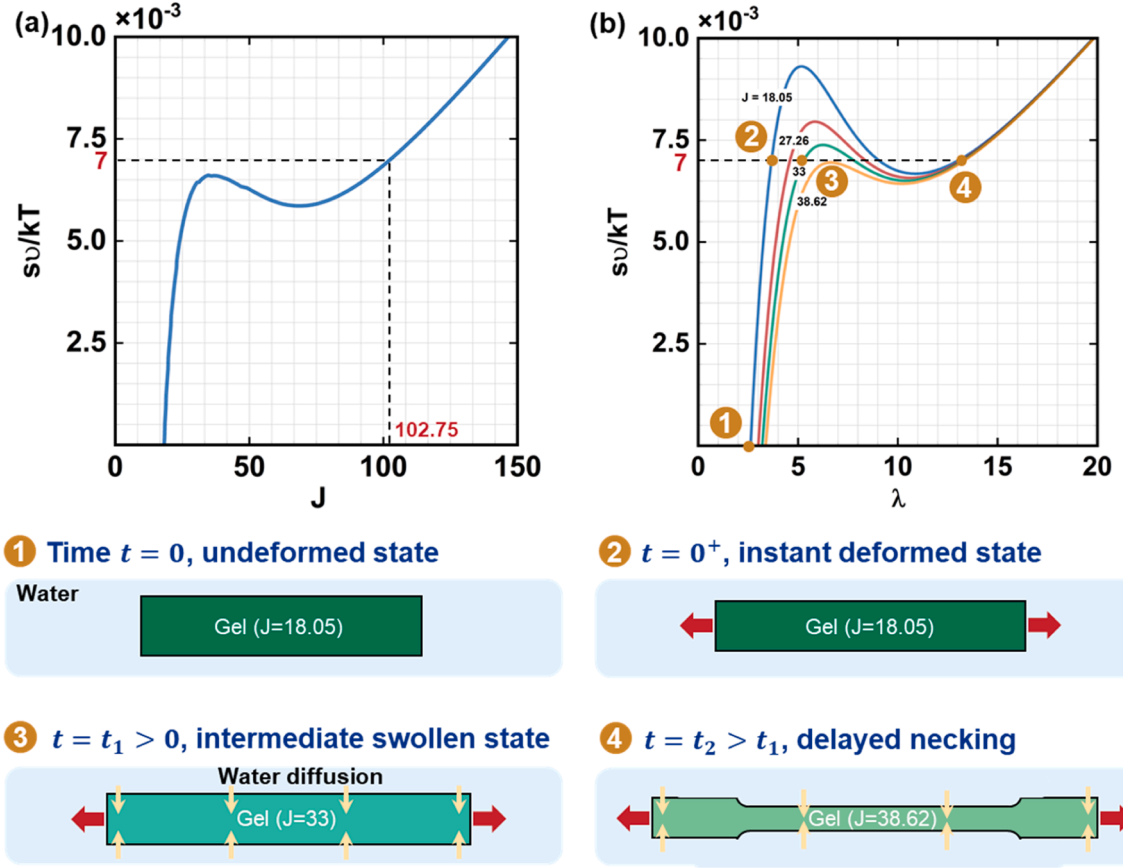 (a)
×10⁻³
10.0
7.5
7
5.0
2.5
sυ/kT
102.75
0 50 100 150
J
(b)
×10⁻³
10.0
7.5
7
5.0
2.5
sυ/kT
J = 18.05
27.26
33
38.62
1
2
3
4
0 5 10 15 20
λ
1 Time t = 0, undeformed state
Water
Gel (J=18.05)
2 t = 0⁺, instant deformed state
Gel (J=18.05)
3 t = t₁ > 0, intermediate swollen state
Water diffusion
Gel (J=33)
4 t = t₂ > t₁, delayed necking
Gel (J=38.62)